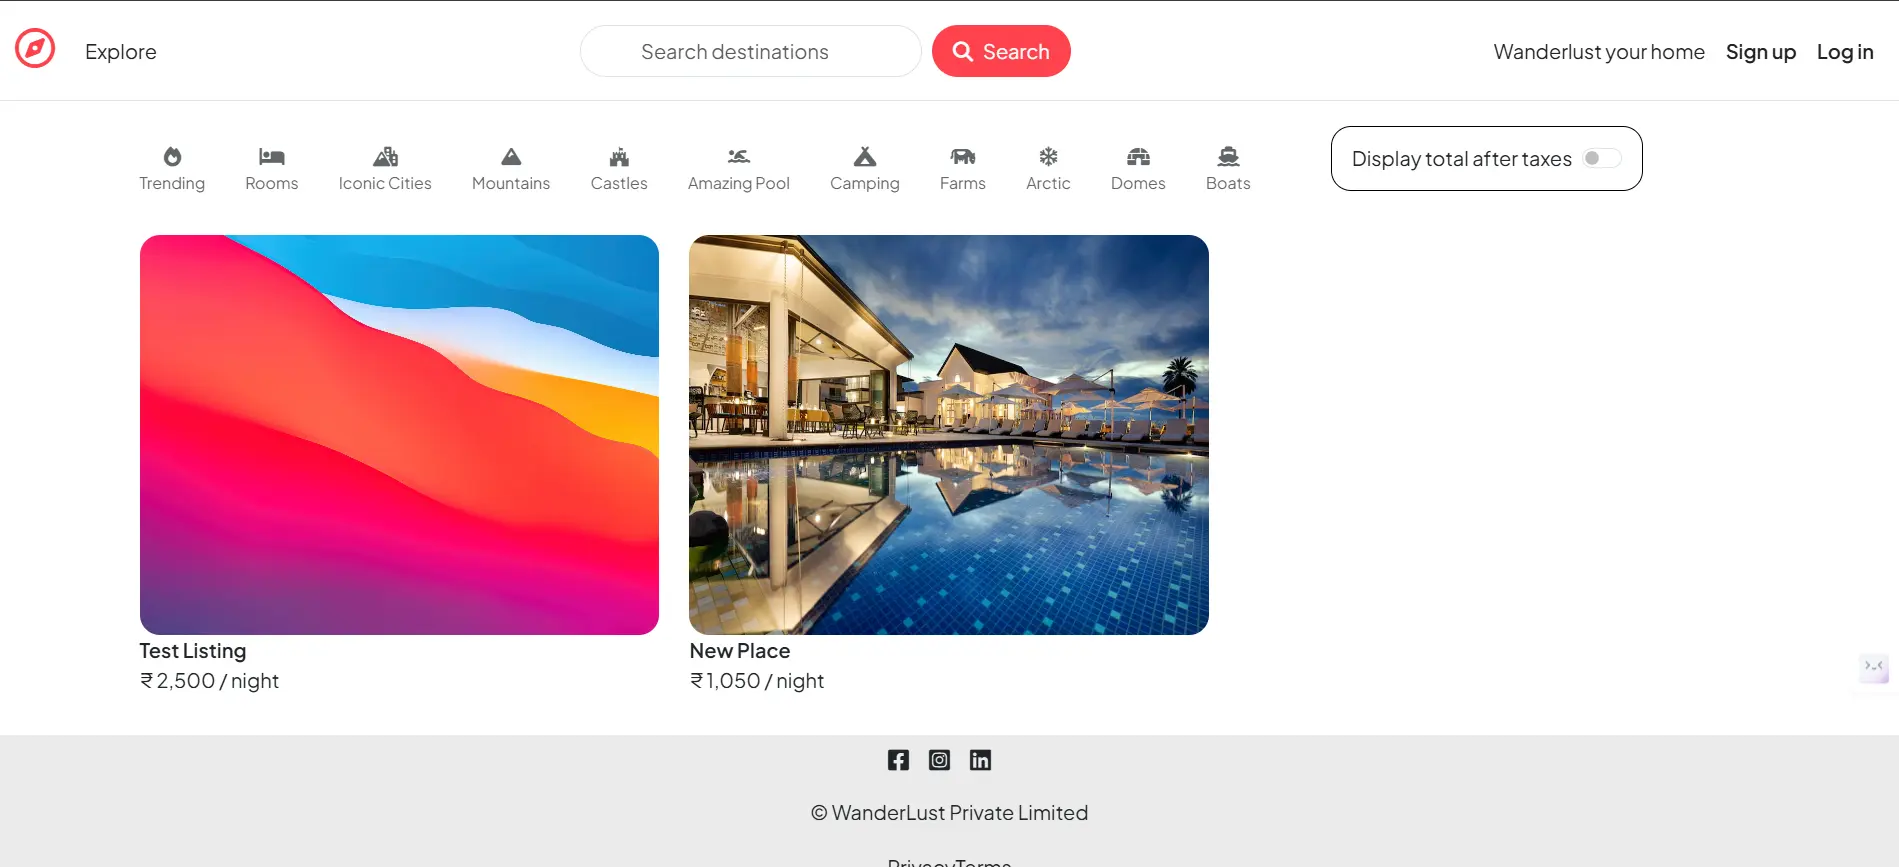 Explore
Search destinations
Search
Wanderlust your home
Sign up
Log in
Trending
Rooms
Iconic Cities
Mountains
Castles
Amazing Pool
Camping
Farms
Arctic
Domes
Boats
Display total after taxes
Test Listing
₹ 2,500 / night
New Place
₹ 1,050 / night
© WanderLust Private Limited
PrivacyTerms